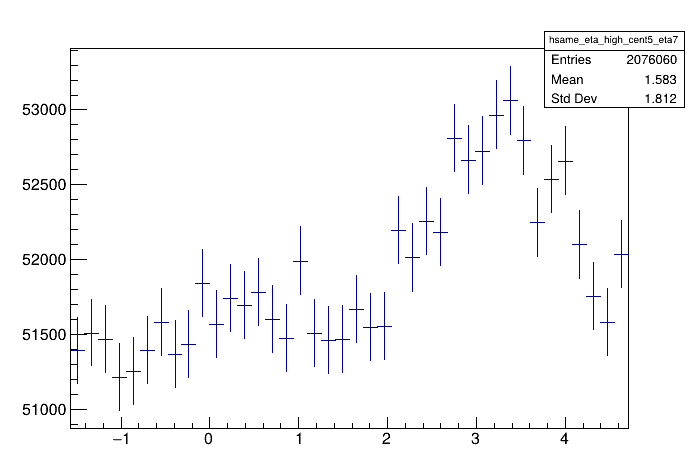 hsame_eta_high_cent5_eta7
Entries 2076060
Mean 1.583
Std Dev 1.812
53000
52500
52000
51500
51000
−1 0 1 2 3 4